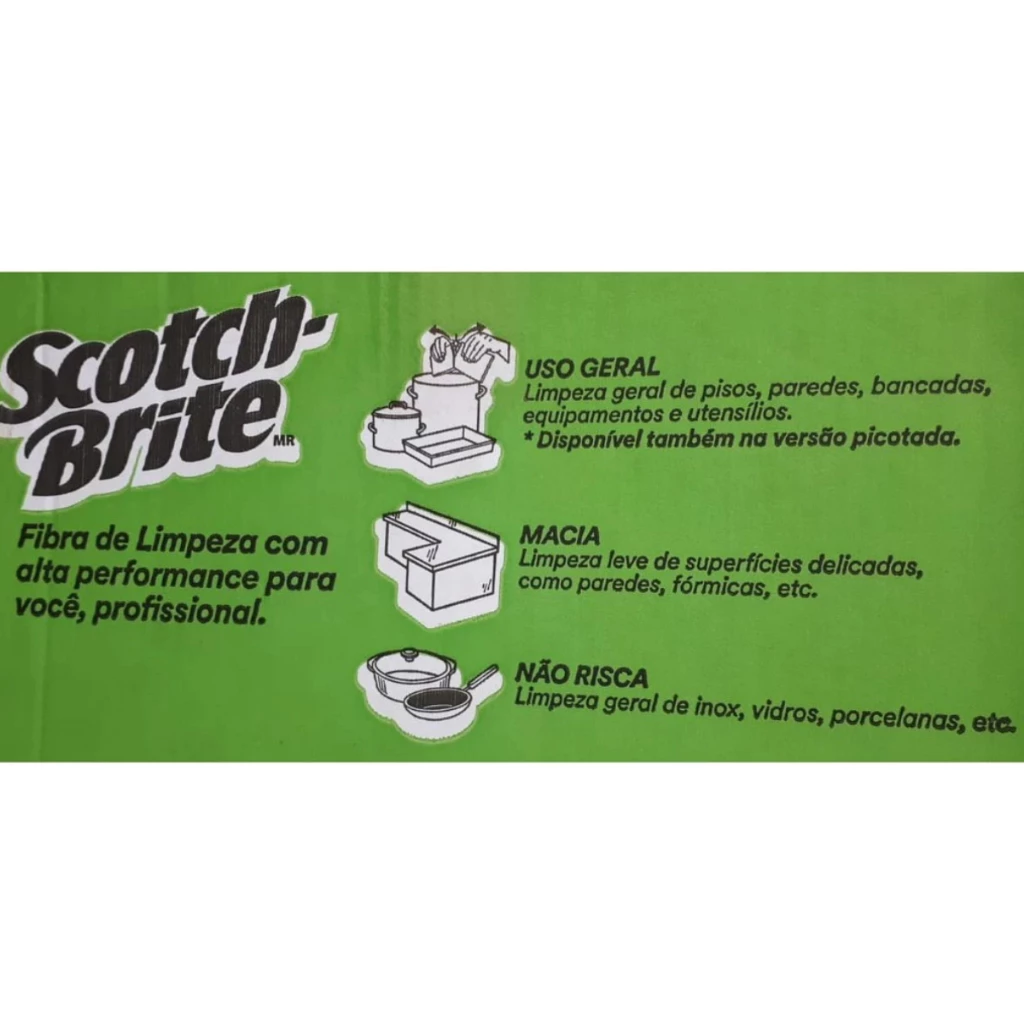 Scotch-
Brite
MR
Fibra de Limpeza com
alta performance para
você, profissional.
USO GERAL
Limpeza geral de pisos, paredes, bancadas,
equipamentos e utensílios.
* Disponível também na versão picotada.
MACIA
Limpeza leve de superfícies delicadas,
como paredes, fórmicas, etc.
NÃO RISCA
Limpeza geral de inox, vidros, porcelanas, etc.